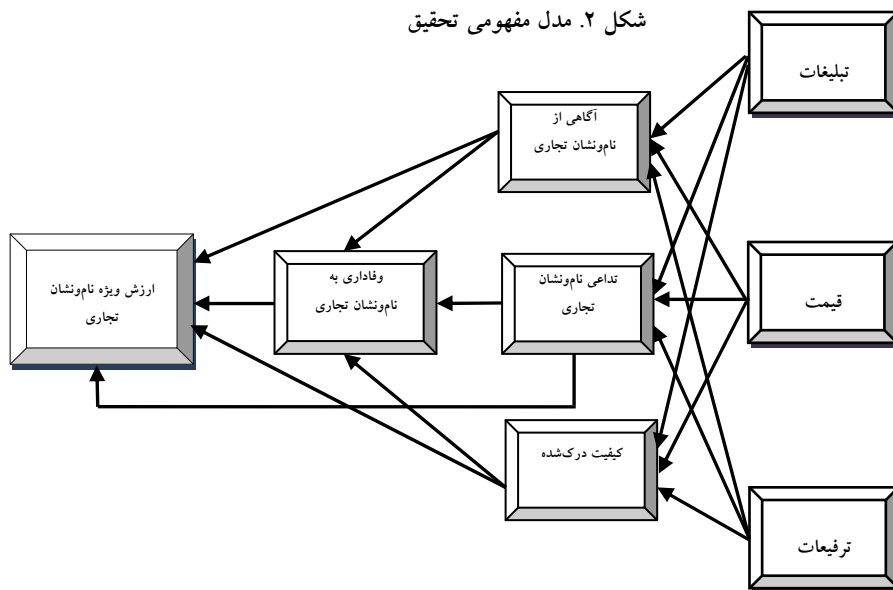 شکل ۲. مدل مفهومی تحقیق
تبلیغات
آگاهی از
نام‌ونشان تجاری
قیمت
تداعی نام‌ونشان
تجاری
وفاداری به
نام‌ونشان تجاری
ارزش ویژه نام‌ونشان
تجاری
کیفیت درک‌شده
ترفیعات